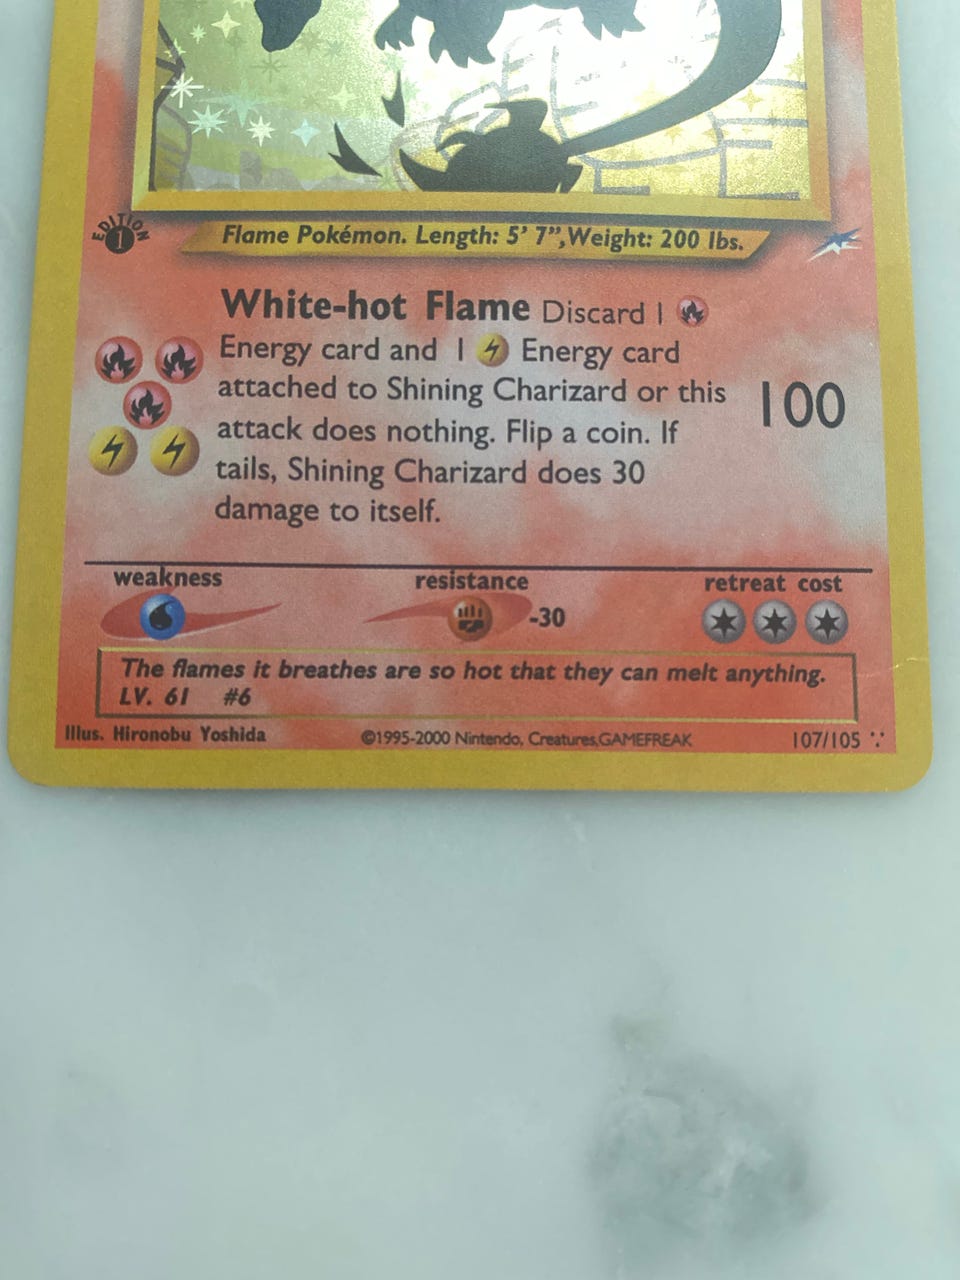 EDITION
1
Flame Pokémon. Length: 5' 7", Weight: 200 lbs.
White-hot Flame Discard 1
Energy card and 1 Energy card
attached to Shining Charizard or this
attack does nothing. Flip a coin. If
tails, Shining Charizard does 30
damage to itself.
100
weakness resistance retreat cost
-30
The flames it breathes are so hot that they can melt anything.
LV. 61 #6
Illus. Hironobu Yoshida ©1995-2000 Nintendo, Creatures,GAMEFREAK 107/105